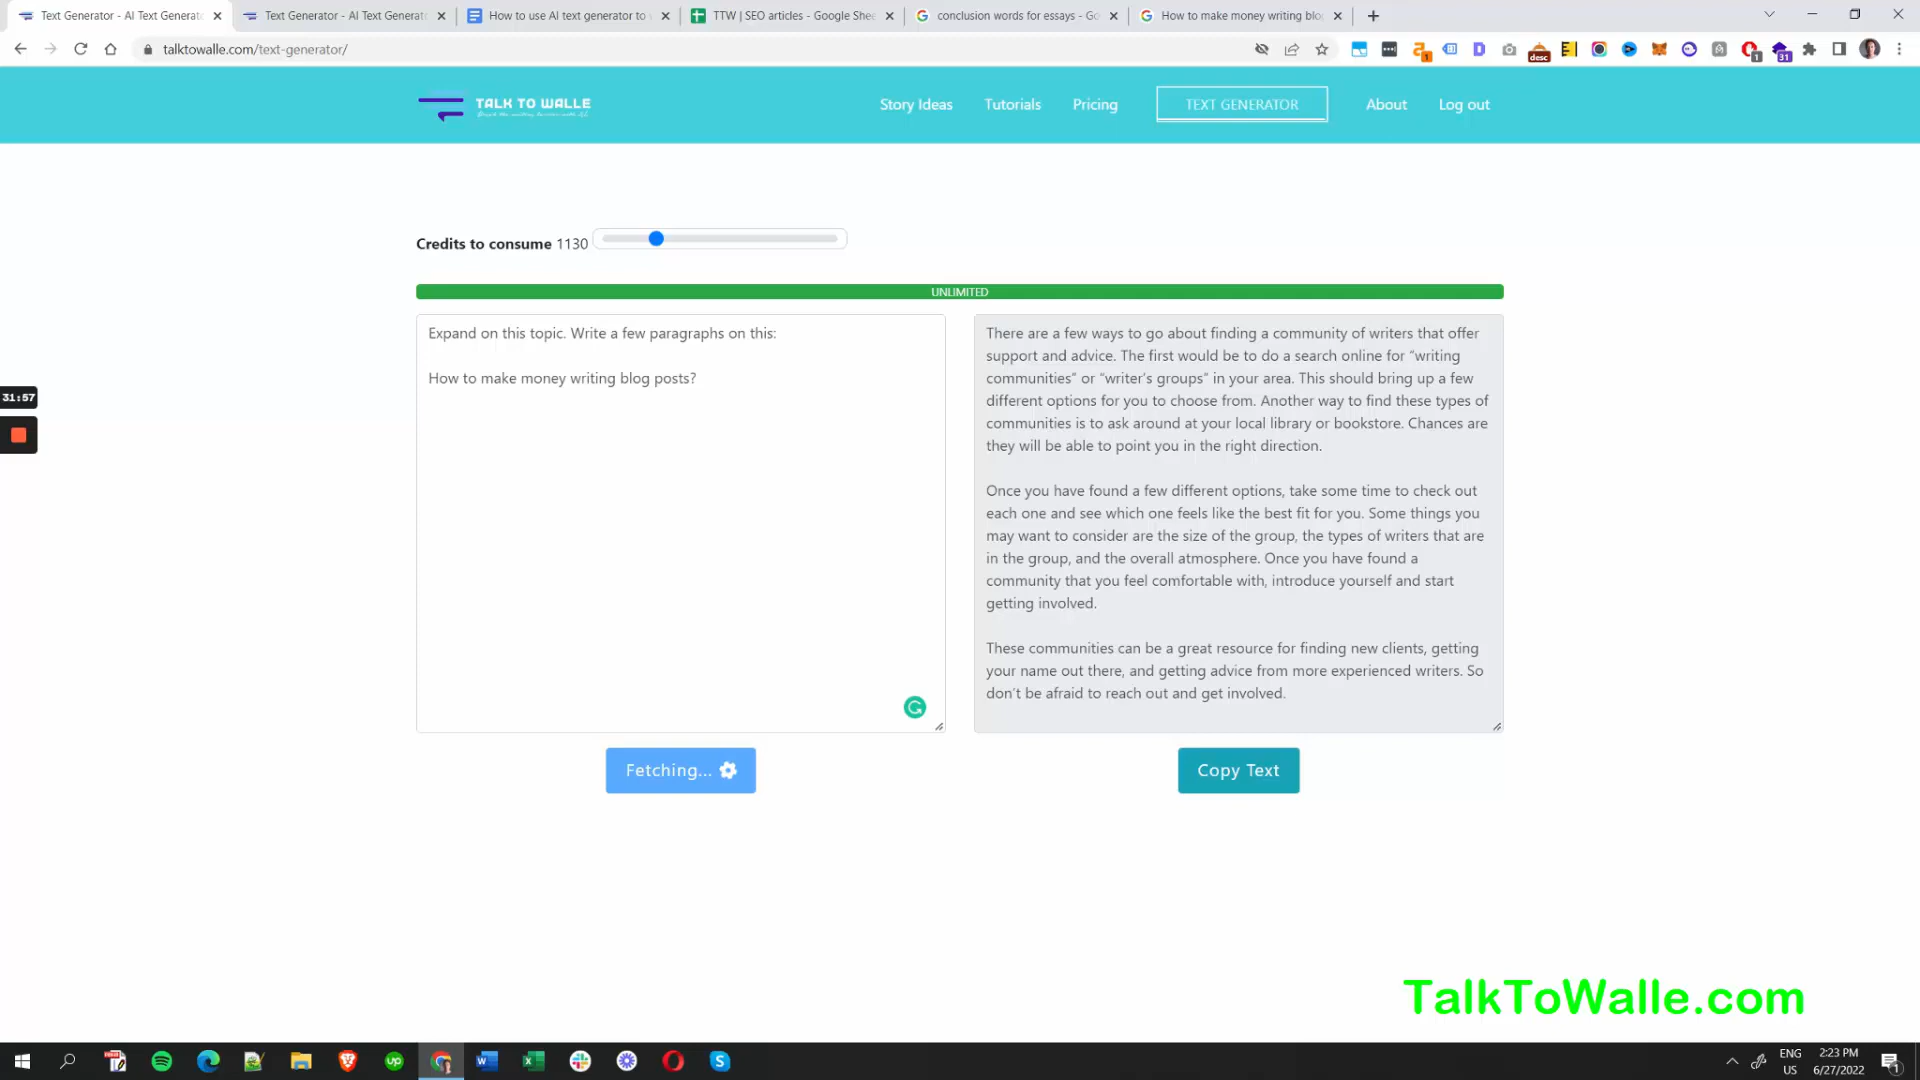 Text Generator - AI Text Generato
Text Generator - AI Text Generato
How to use AI text generator to
TTW | SEO articles - Google Shee
conclusion words for essays - Go
How to make money writing blo
talktowalle.com/text-generator/
desc
1
1
31
TALK TO WALLE
Story Ideas
Tutorials
Pricing
TEXT GENERATOR
About
Log out
Credits to consume 1130
UNLIMITED
Expand on this topic. Write a few paragraphs on this:
How to make money writing blog posts?
There are a few ways to go about finding a community of writers that offer
support and advice. The first would be to do a search online for “writing
communities” or “writer’s groups” in your area. This should bring up a few
different options for you to choose from. Another way to find these types of
communities is to ask around at your local library or bookstore. Chances are
they will be able to point you in the right direction.
Once you have found a few different options, take some time to check out
each one and see which one feels like the best fit for you. Some things you
may want to consider are the size of the group, the types of writers that are
in the group, and the overall atmosphere. Once you have found a
community that you feel comfortable with, introduce yourself and start
getting involved.
These communities can be a great resource for finding new clients, getting
your name out there, and getting advice from more experienced writers. So
don’t be afraid to reach out and get involved.
31:57
Fetching...
Copy Text
TalkToWalle.com
ENG
US
2:23 PM
6/27/2022
1